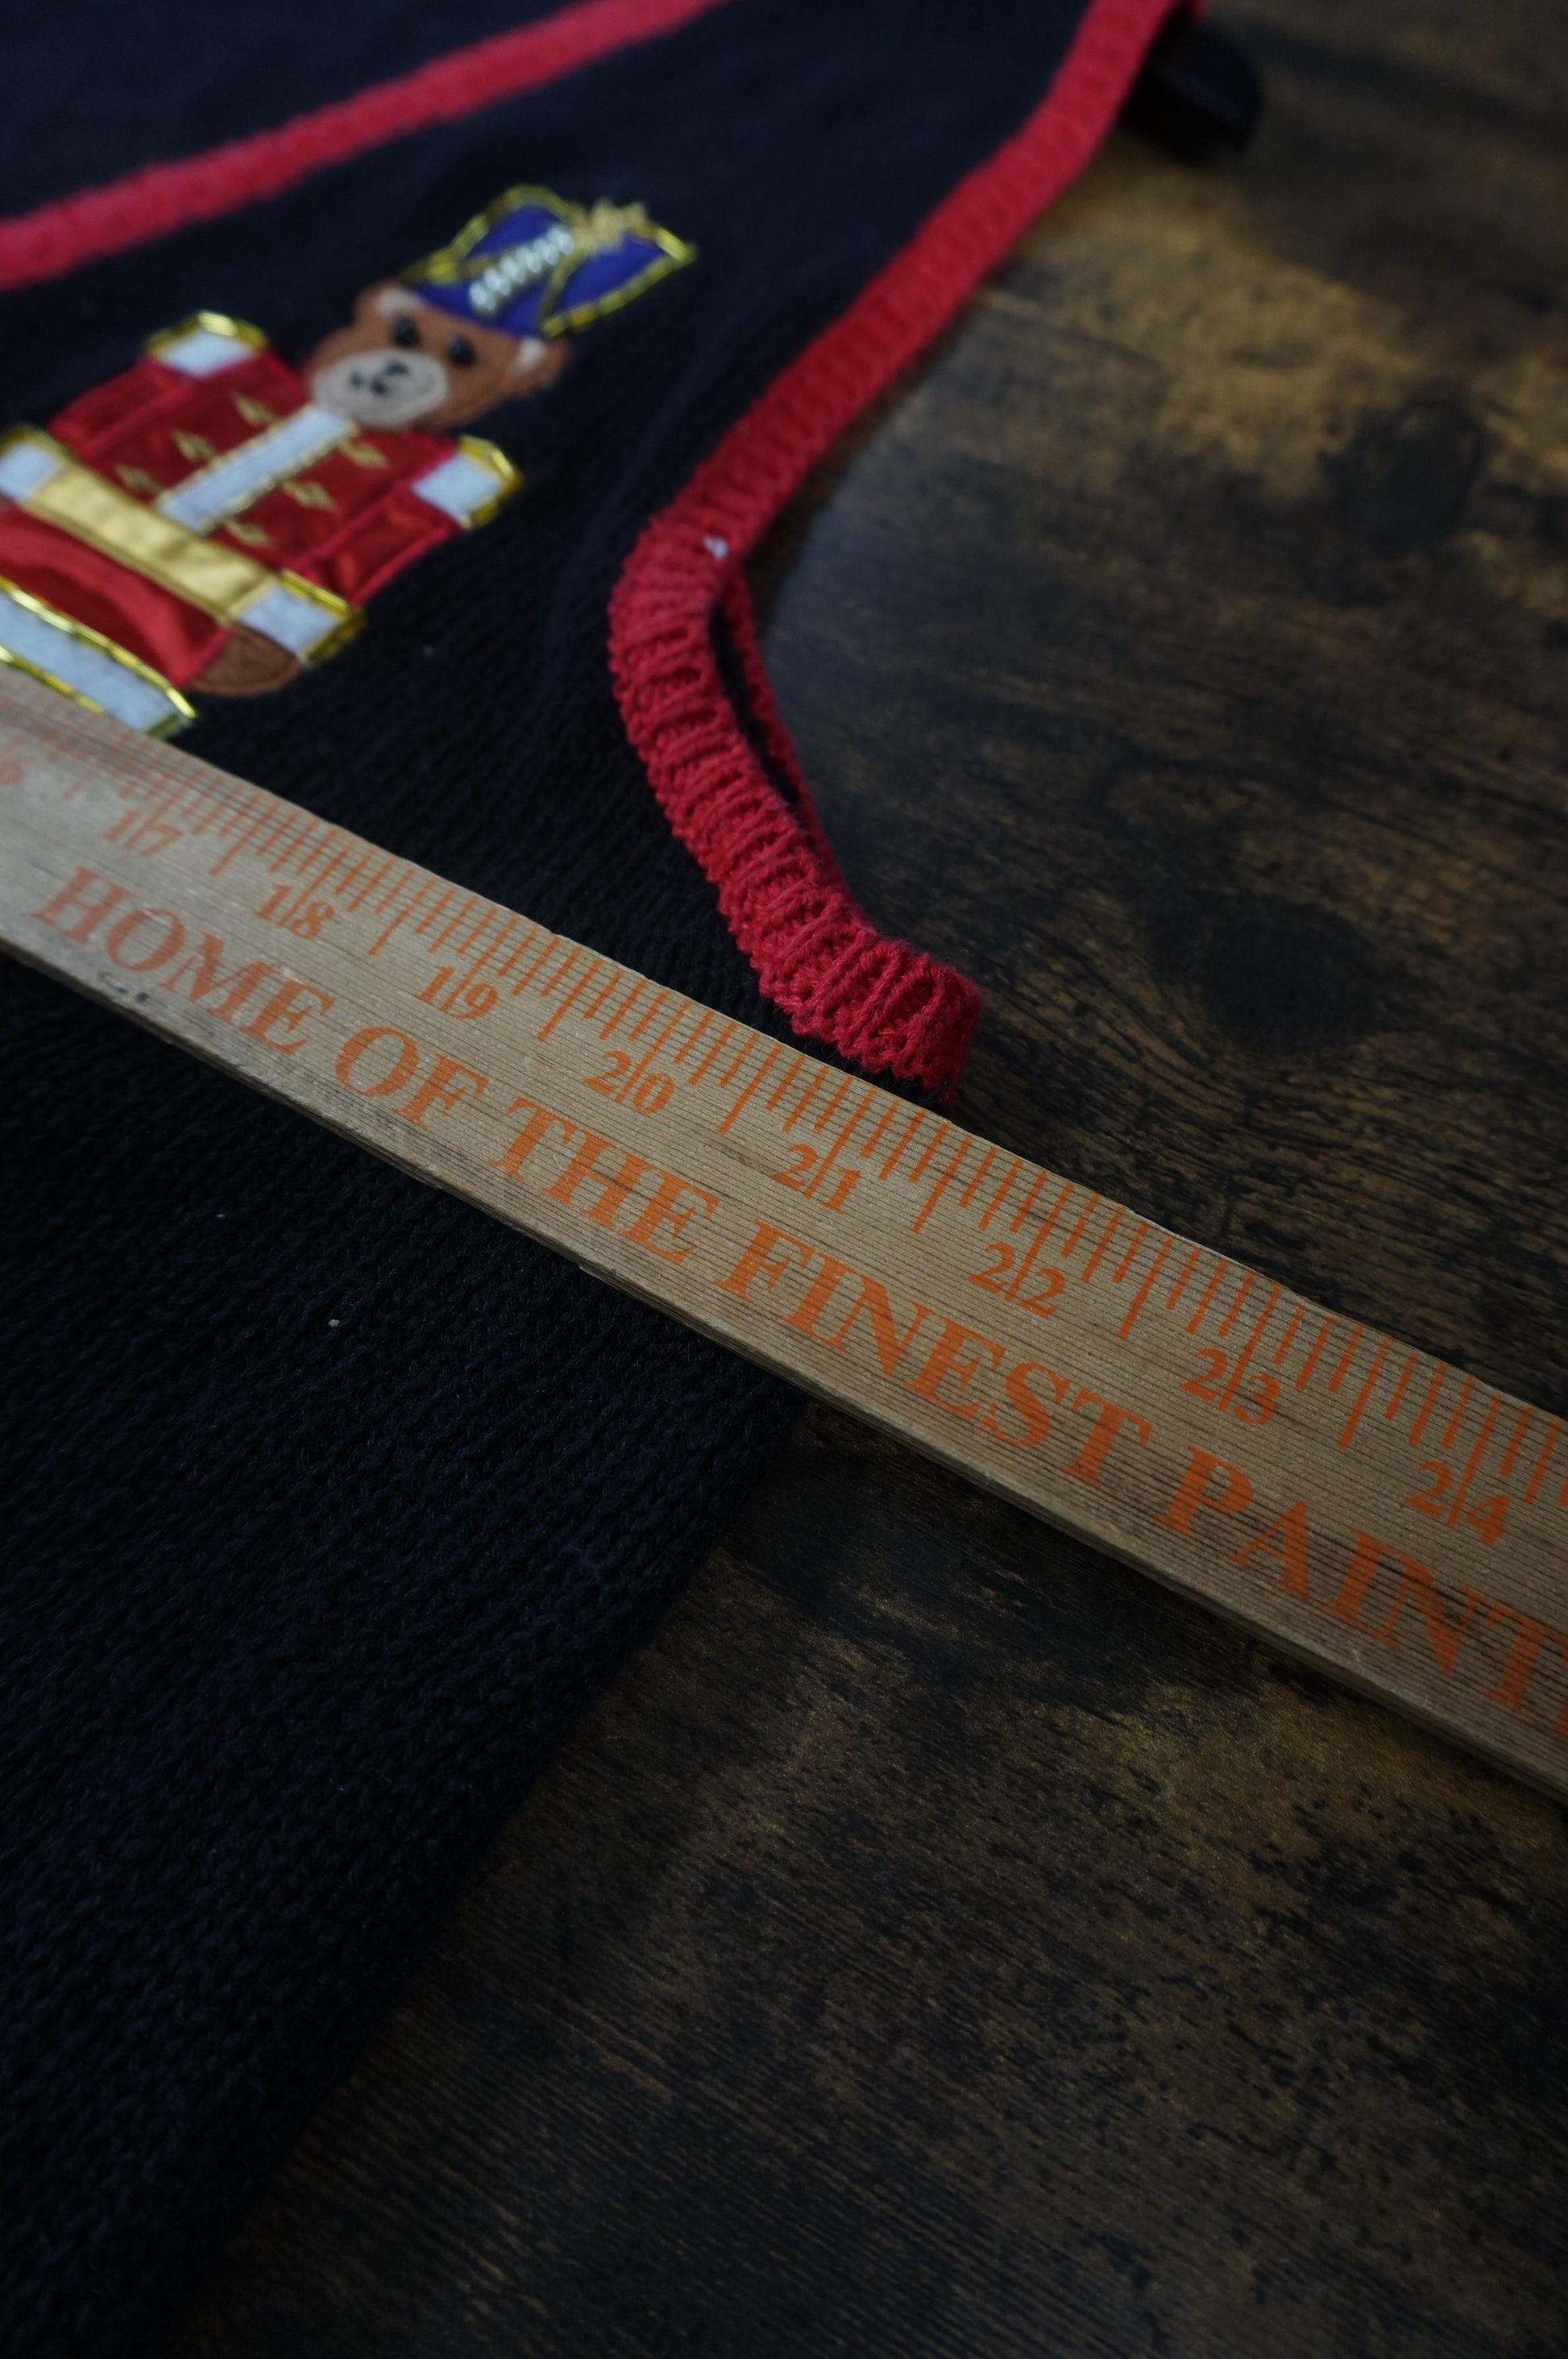 17 18 19 20 21 22 23 24
HOME OF THE FINEST PAINT